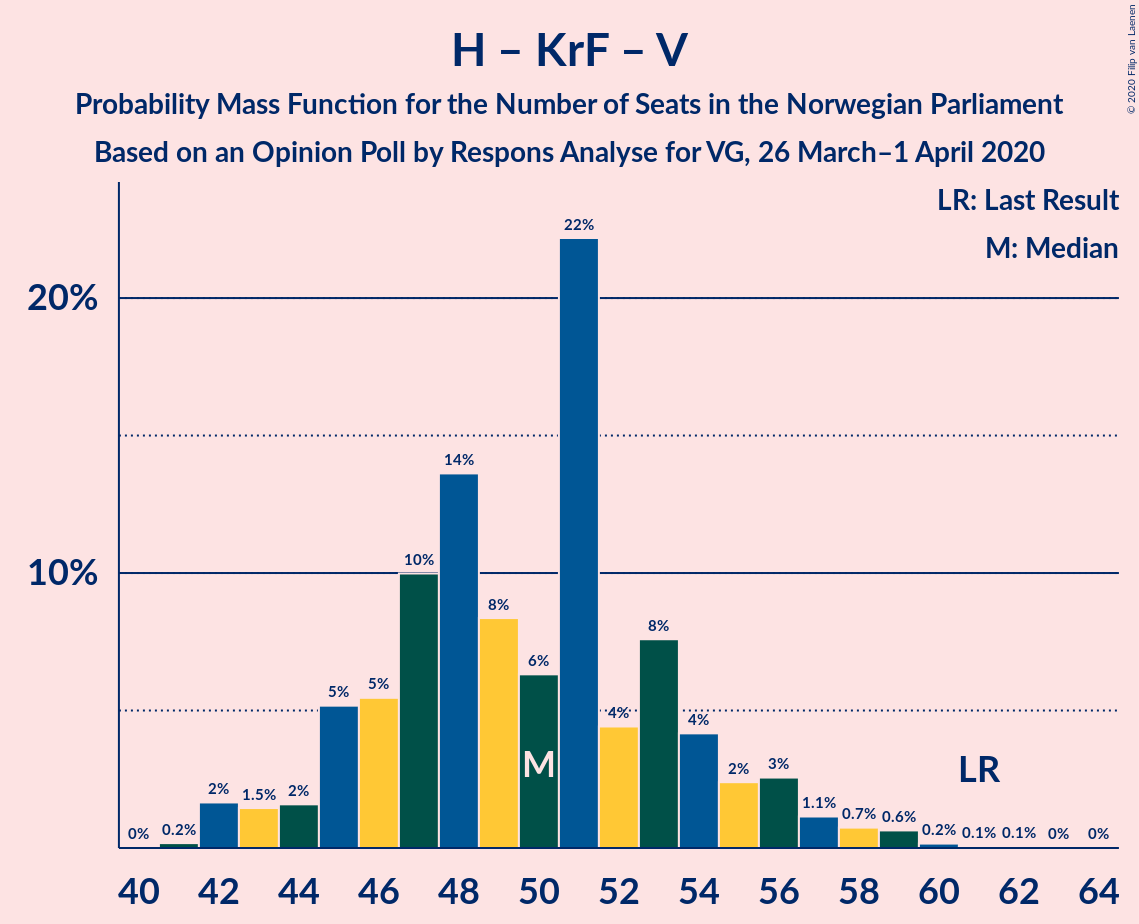 H – KrF – V
Probability Mass Function for the Number of Seats in the Norwegian Parliament
Based on an Opinion Poll by Respons Analyse for VG, 26 March–1 April 2020
© 2020 Filip van Laenen
LR: Last Result
M: Median
20%
10%
0% 0.2% 2% 1.5% 2% 5% 5% 10% 14% 8% 6% 22% 4% 8% 4% 2% 3% 1.1% 0.7% 0.6% 0.2% 0.1% 0.1% 0% 0%
M
LR
40 42 44 46 48 50 52 54 56 58 60 62 64